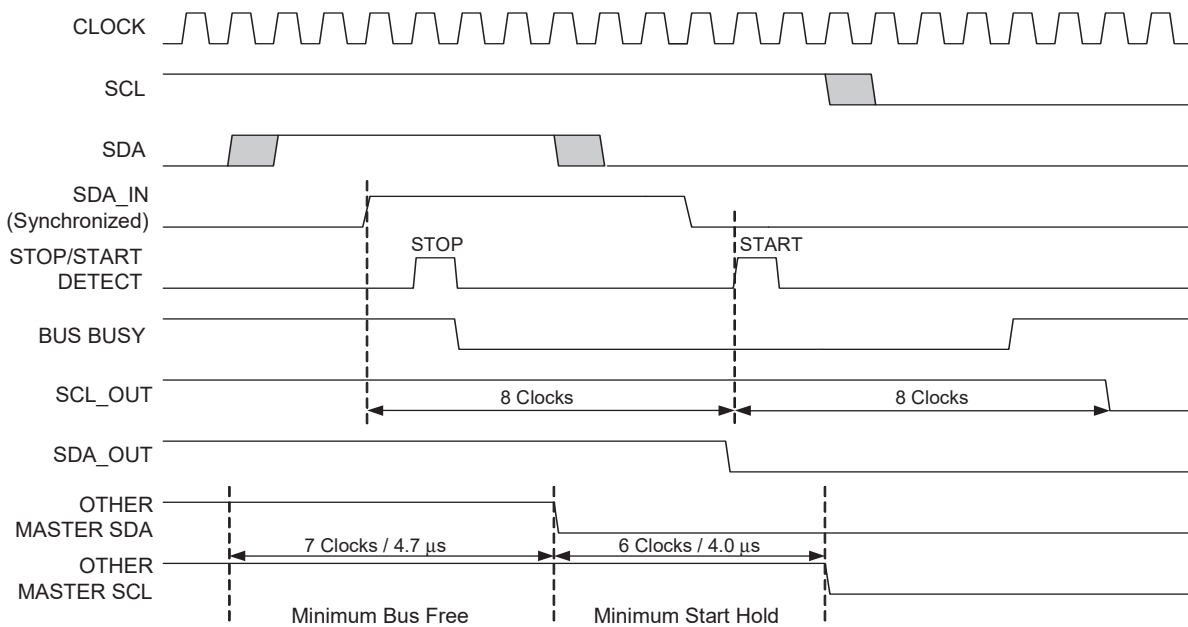 CLOCK
SCL
SDA
SDA_IN
(Synchronized)
STOP/START
DETECT
STOP
START
BUS BUSY
SCL_OUT
8 Clocks
8 Clocks
SDA_OUT
OTHER
MASTER SDA
7 Clocks / 4.7 μs
6 Clocks / 4.0 μs
OTHER
MASTER SCL
Minimum Bus Free
Minimum Start Hold